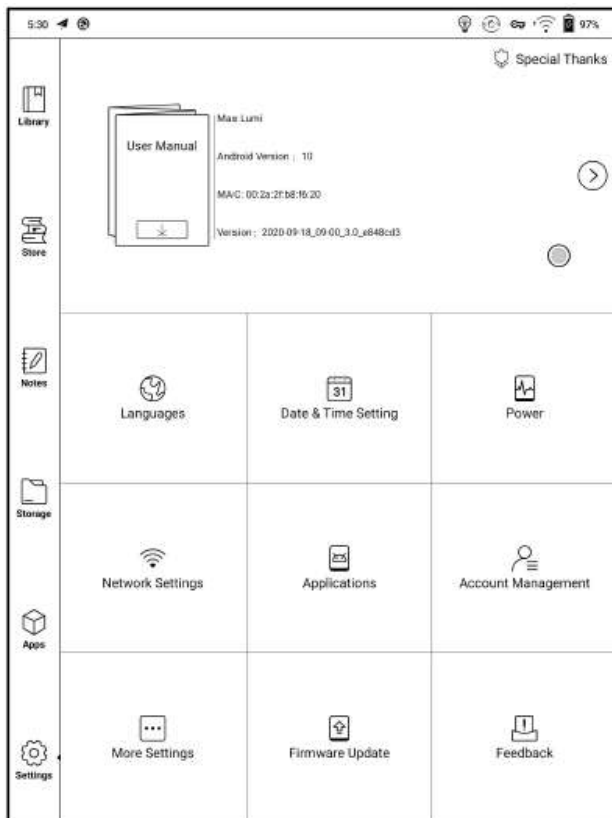 5:30
97%
Special Thanks
Library
User Manual
Max Lumi
Android Version : 10
MAC: 00:2a:2f:b8:f6:20
Version : 2020-09-18_09-00_3.0_e848cd3
Store
Notes
Languages
31
Date & Time Setting
Power
Storage
Network Settings
Applications
Account Management
Apps
More Settings
Firmware Update
Feedback
Settings